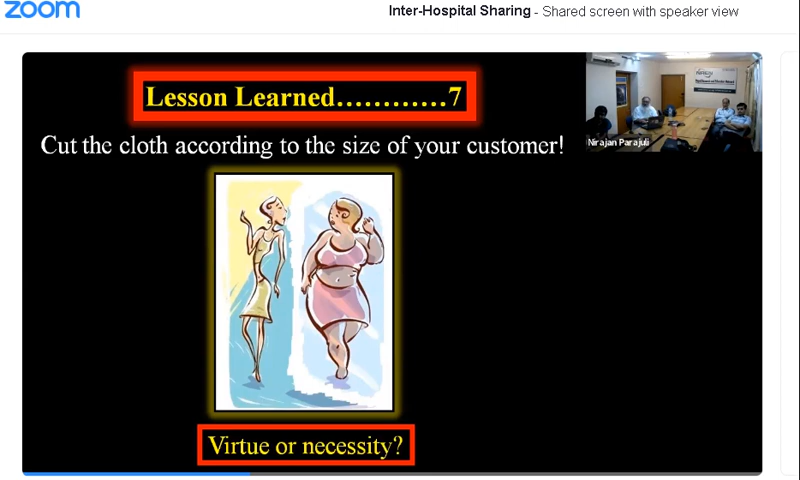 zoom
Inter-Hospital Sharing - Shared screen with speaker view
Lesson Learned............7
Cut the cloth according to the size of your customer!
Nirajan Parajuli
Virtue or necessity?